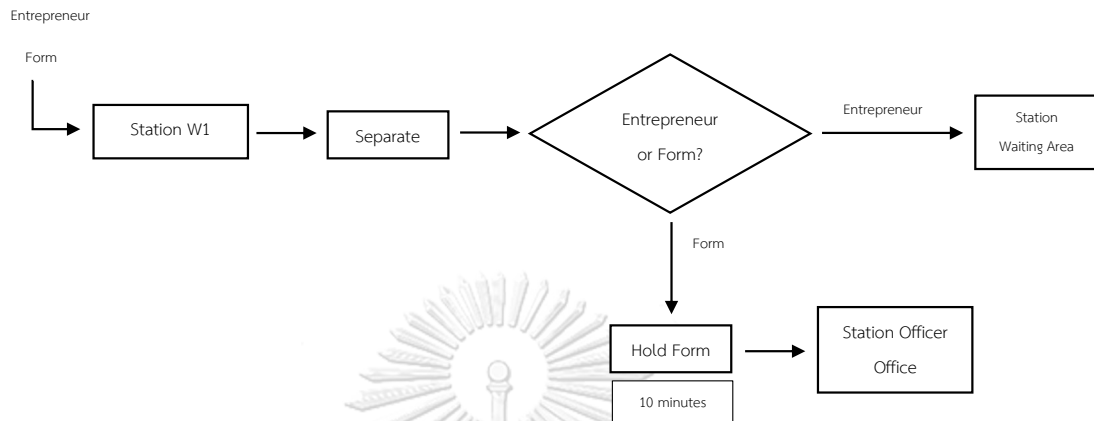 Entrepreneur
Form
Station W1
Separate
Entrepreneur
or Form?
Entrepreneur
Station
Waiting Area
Form
Hold Form
10 minutes
Station Officer
Office